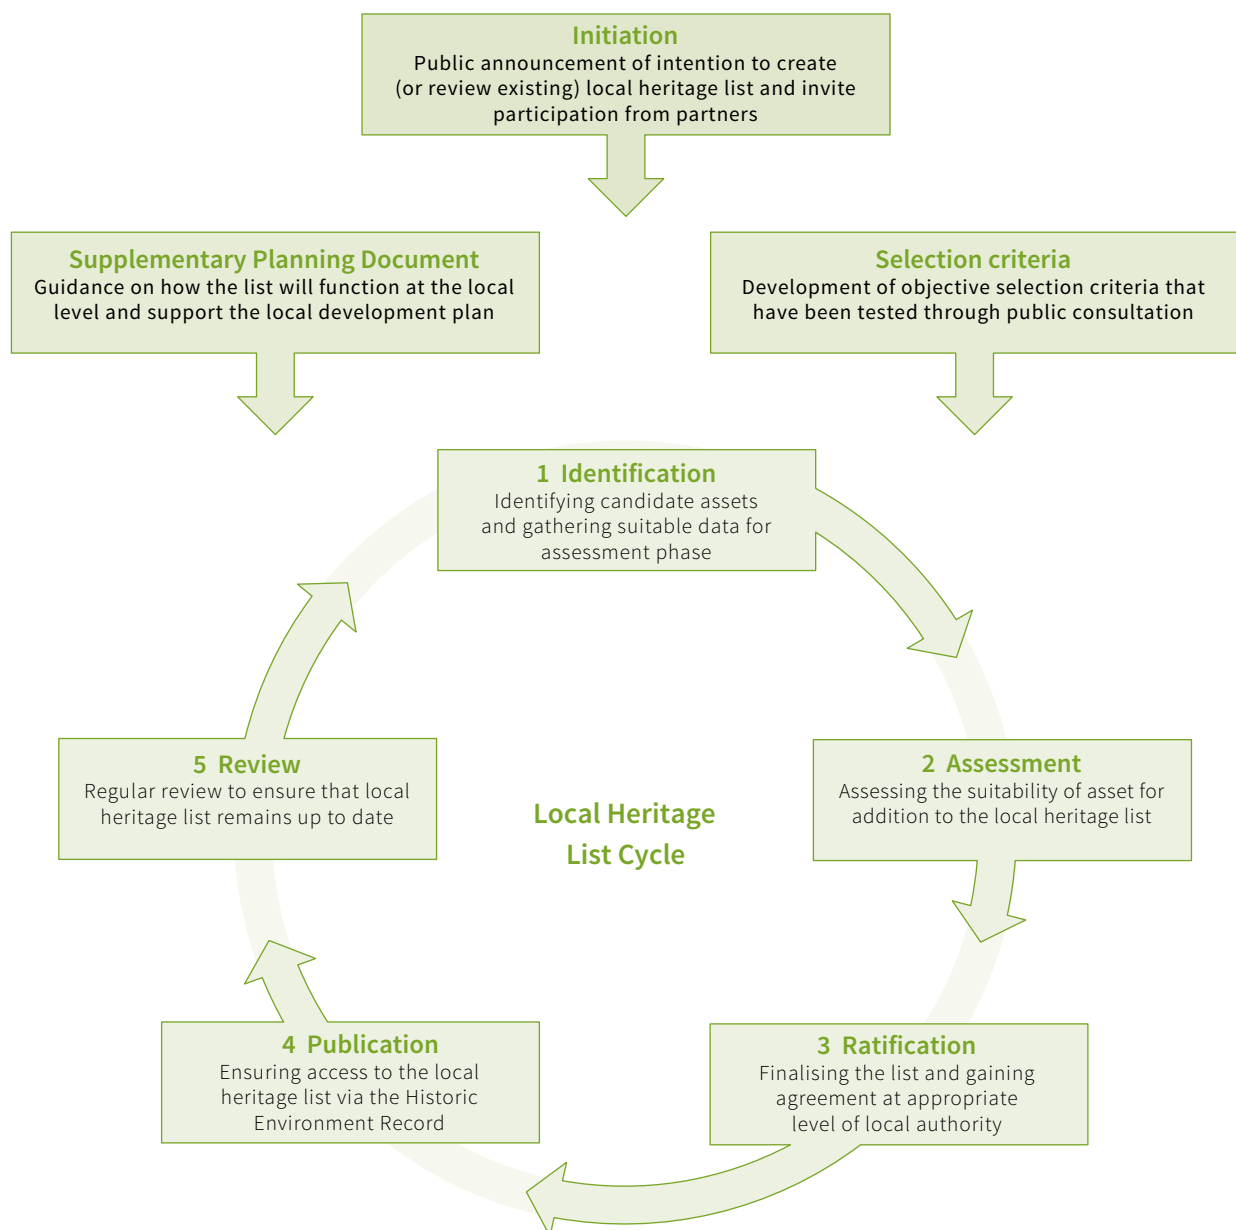 Initiation
Public announcement of intention to create
(or review existing) local heritage list and invite
participation from partners
Supplementary Planning Document
Guidance on how the list will function at the local
level and support the local development plan
Selection criteria
Development of objective selection criteria that
have been tested through public consultation
1 Identification
Identifying candidate assets
and gathering suitable data for
assessment phase
2 Assessment
Assessing the suitability of asset for
addition to the local heritage list
3 Ratification
Finalising the list and gaining
agreement at appropriate
level of local authority
4 Publication
Ensuring access to the local
heritage list via the Historic
Environment Record
5 Review
Regular review to ensure that local
heritage list remains up to date
Local Heritage
List Cycle